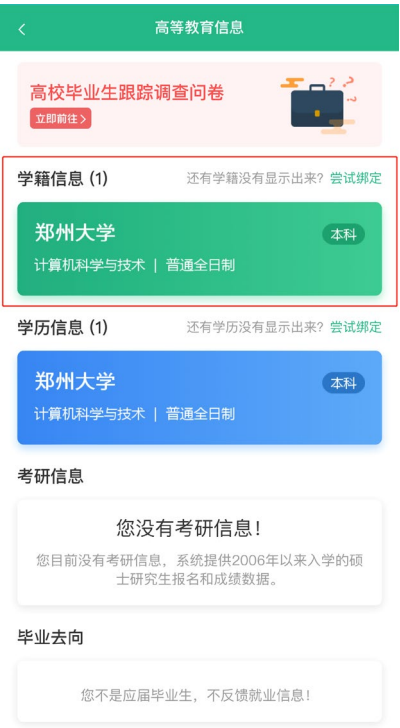 高等教育信息
高校毕业生跟踪调查问卷
立即前往>
学籍信息 (1) 还有学籍没有显示出来? 尝试绑定
郑州大学 本科
计算机科学与技术 | 普通全日制
学历信息 (1) 还有学历没有显示出来? 尝试绑定
郑州大学 本科
计算机科学与技术 | 普通全日制
考研信息
您没有考研信息!
您目前没有考研信息，系统提供2006年以来入学的硕
士研究生报名和成绩数据。
毕业去向
您不是应届毕业生，不反馈就业信息!